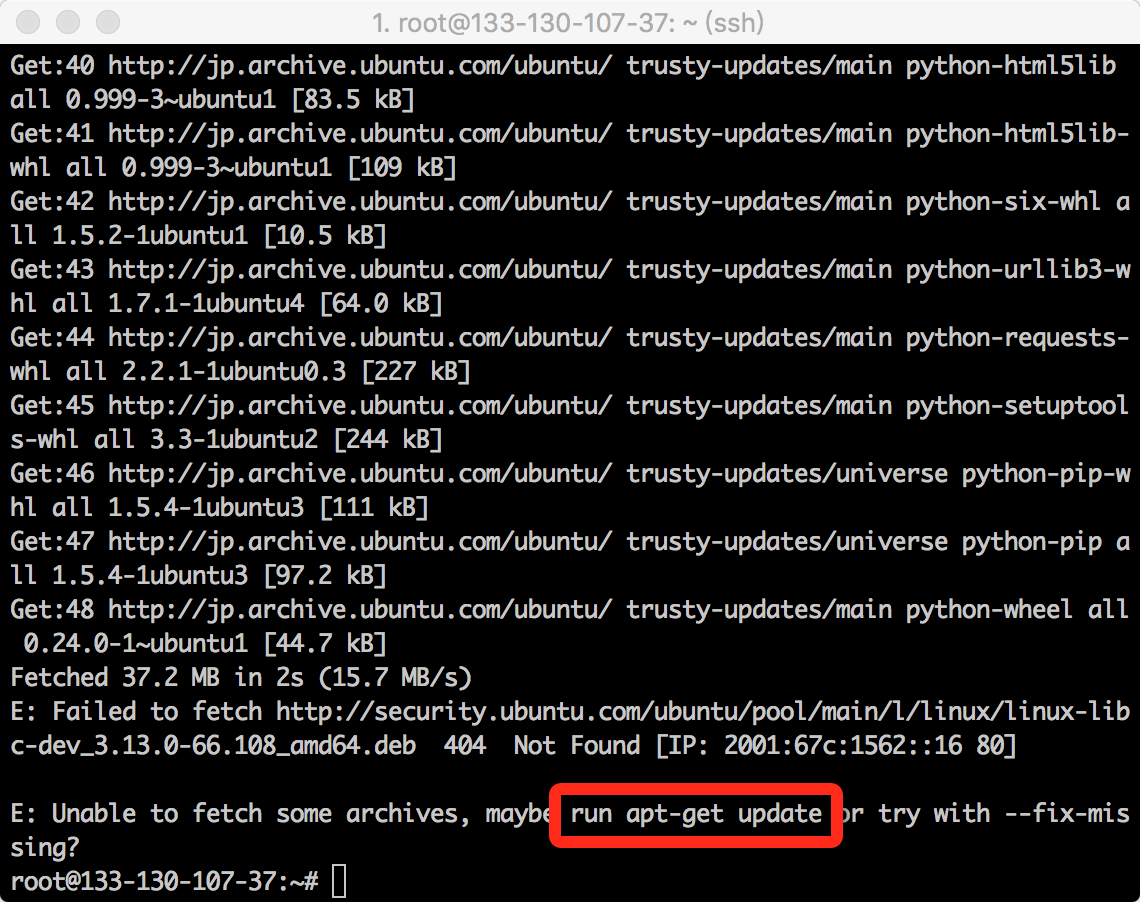 1. root@133-130-107-37: ~ (ssh)
Get:40 http://jp.archive.ubuntu.com/ubuntu/ trusty-updates/main python-html5lib
all 0.999-3~ubuntu1 [83.5 kB]
Get:41 http://jp.archive.ubuntu.com/ubuntu/ trusty-updates/main python-html5lib-
whl all 0.999-3~ubuntu1 [109 kB]
Get:42 http://jp.archive.ubuntu.com/ubuntu/ trusty-updates/main python-six-whl a
ll 1.5.2-1ubuntu1 [10.5 kB]
Get:43 http://jp.archive.ubuntu.com/ubuntu/ trusty-updates/main python-urllib3-w
hl all 1.7.1-1ubuntu4 [64.0 kB]
Get:44 http://jp.archive.ubuntu.com/ubuntu/ trusty-updates/main python-requests-
whl all 2.2.1-1ubuntu0.3 [227 kB]
Get:45 http://jp.archive.ubuntu.com/ubuntu/ trusty-updates/main python-setuptool
s-whl all 3.3-1ubuntu2 [244 kB]
Get:46 http://jp.archive.ubuntu.com/ubuntu/ trusty-updates/universe python-pip-w
hl all 1.5.4-1ubuntu3 [111 kB]
Get:47 http://jp.archive.ubuntu.com/ubuntu/ trusty-updates/universe python-pip a
ll 1.5.4-1ubuntu3 [97.2 kB]
Get:48 http://jp.archive.ubuntu.com/ubuntu/ trusty-updates/main python-wheel all
 0.24.0-1~ubuntu1 [44.7 kB]
Fetched 37.2 MB in 2s (15.7 MB/s)
E: Failed to fetch http://security.ubuntu.com/ubuntu/pool/main/l/linux/linux-lib
c-dev_3.13.0-66.108_amd64.deb  404  Not Found [IP: 2001:67c:1562::16 80]
E: Unable to fetch some archives, maybe run apt-get update or try with --fix-mis
sing?
root@133-130-107-37:~#